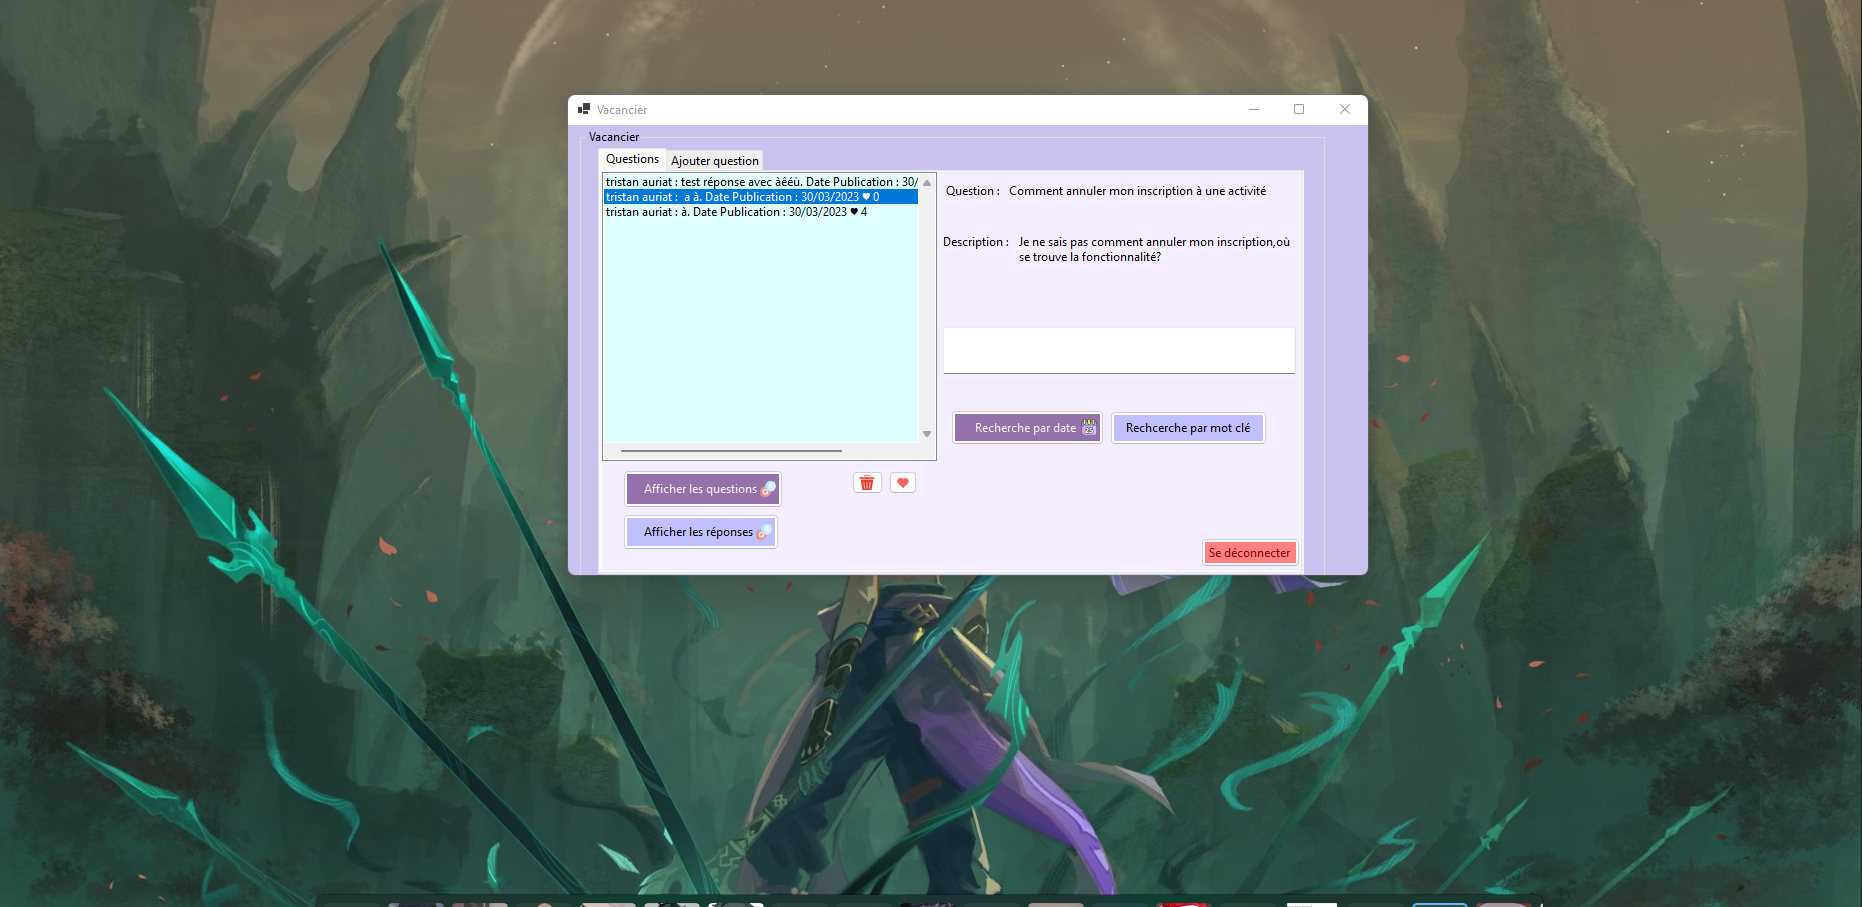 Vacancier
Vacancier
Questions
Ajouter question
tristan auriat : test réponse avec àêéù. Date Publication : 30/
tristan auriat :  a à. Date Publication : 30/03/2023 ♥ 0
tristan auriat : à. Date Publication : 30/03/2023 ♥ 4
Question : Comment annuler mon inscription à une activité
Description : Je ne sais pas comment annuler mon inscription,où
se trouve la fonctionnalité?
Recherche par date
23
Rechcerche par mot clé
Afficher les questions
Afficher les réponses
Se déconnecter